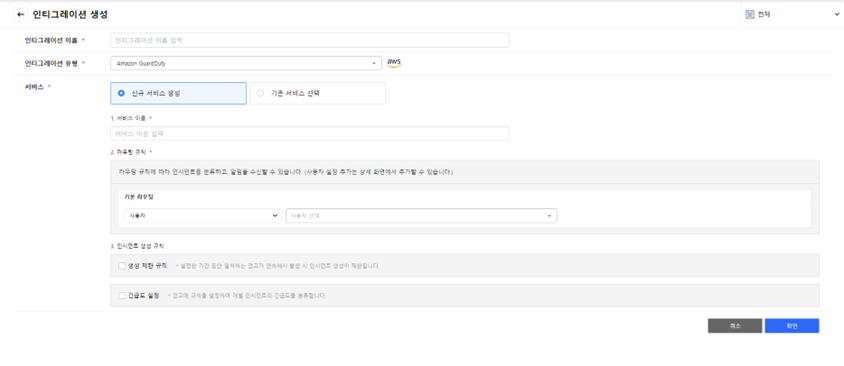 ← 인티그레이션 생성
전체
인티그레이션 이름 *
인티그레이션 이름 입력
인티그레이션 유형 *
Amazon GuardDuty
aws
서비스 *
신규 서비스 생성
기존 서비스 선택
1. 서비스 이름 *
서비스 이름 입력
2. 라우팅 규칙 *
라우팅 규칙에 따라 인시던트를 분류하고, 알림을 수신할 수 있습니다. (사용자 설정 추가는 상세 화면에서 추가할 수 있습니다.)
기본 라우팅
사용자
사용자 선택
3. 인시던트 생성 규칙
생성 제한 규칙 * 설정한 기간 동안 일치하는 경고가 연속해서 발생 시 인시던트 생성이 제한됩니다.
긴급도 설정 * 경고에 규칙을 설정하여 개별 인시던트의 긴급도를 분류합니다.
취소
확인